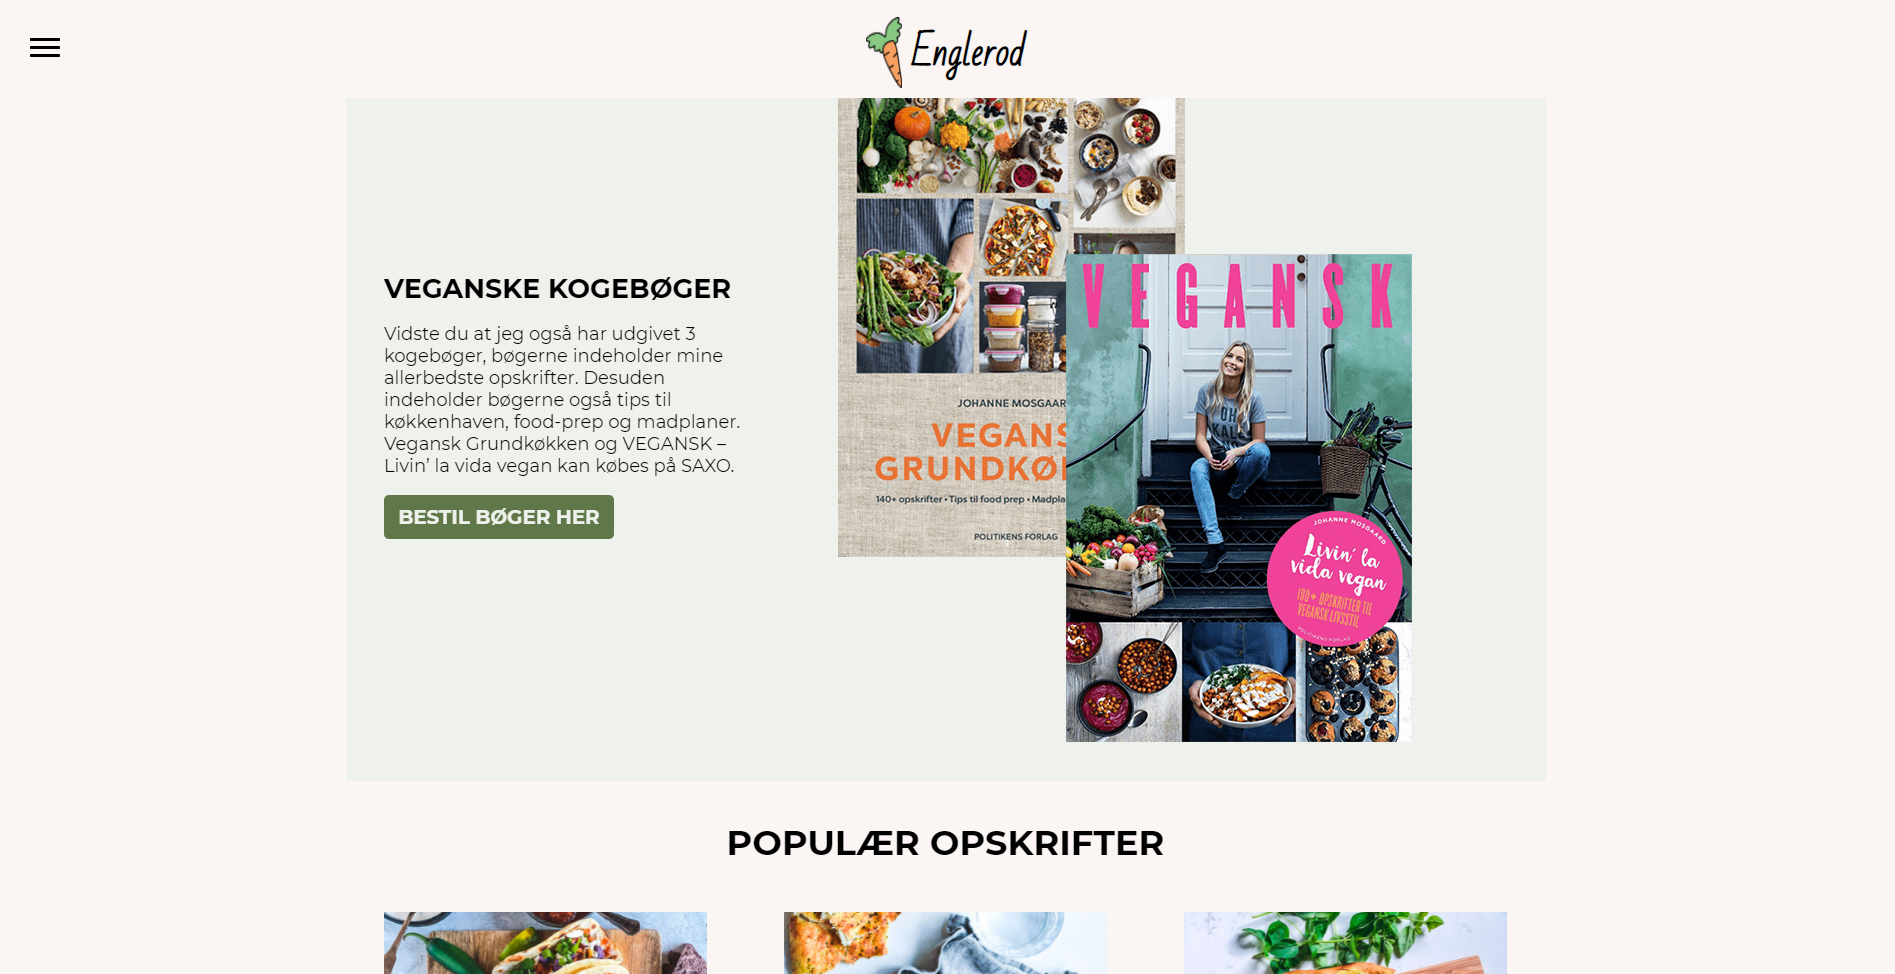 Englerod
VEGANSKE KOGEBØGER
Vidste du at jeg også har udgivet 3
kogebøger, bøgerne indeholder mine
allerbedste opskrifter. Desuden
indeholder bøgerne også tips til
køkkenhaven, food-prep og madplaner.
Vegansk Grundkøkken og VEGANSK –
Livin’ la vida vegan kan købes på SAXO.
BESTIL BØGER HER
JOHANNE MOSGAAR
VEGANS
GRUNDKØ
140+ opskrifter • Tips til food prep • Madpla
POLITIKENS FORLAG
VEGANSK
OH
KALE
JOHANNE MOSGAARD
Livin´ la
vida vegan
100+ OPSKRIFTER TIL
VEGANSK LIVSSTIL
POLITIKENS FORLAG
POPULÆR OPSKRIFTER